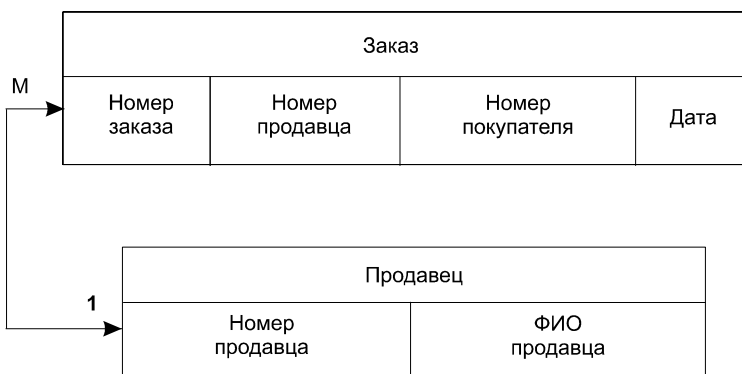 Заказ
М
Номер заказа
Номер продавца
Номер покупателя
Дата
Продавец
1
Номер продавца
ФИО продавца